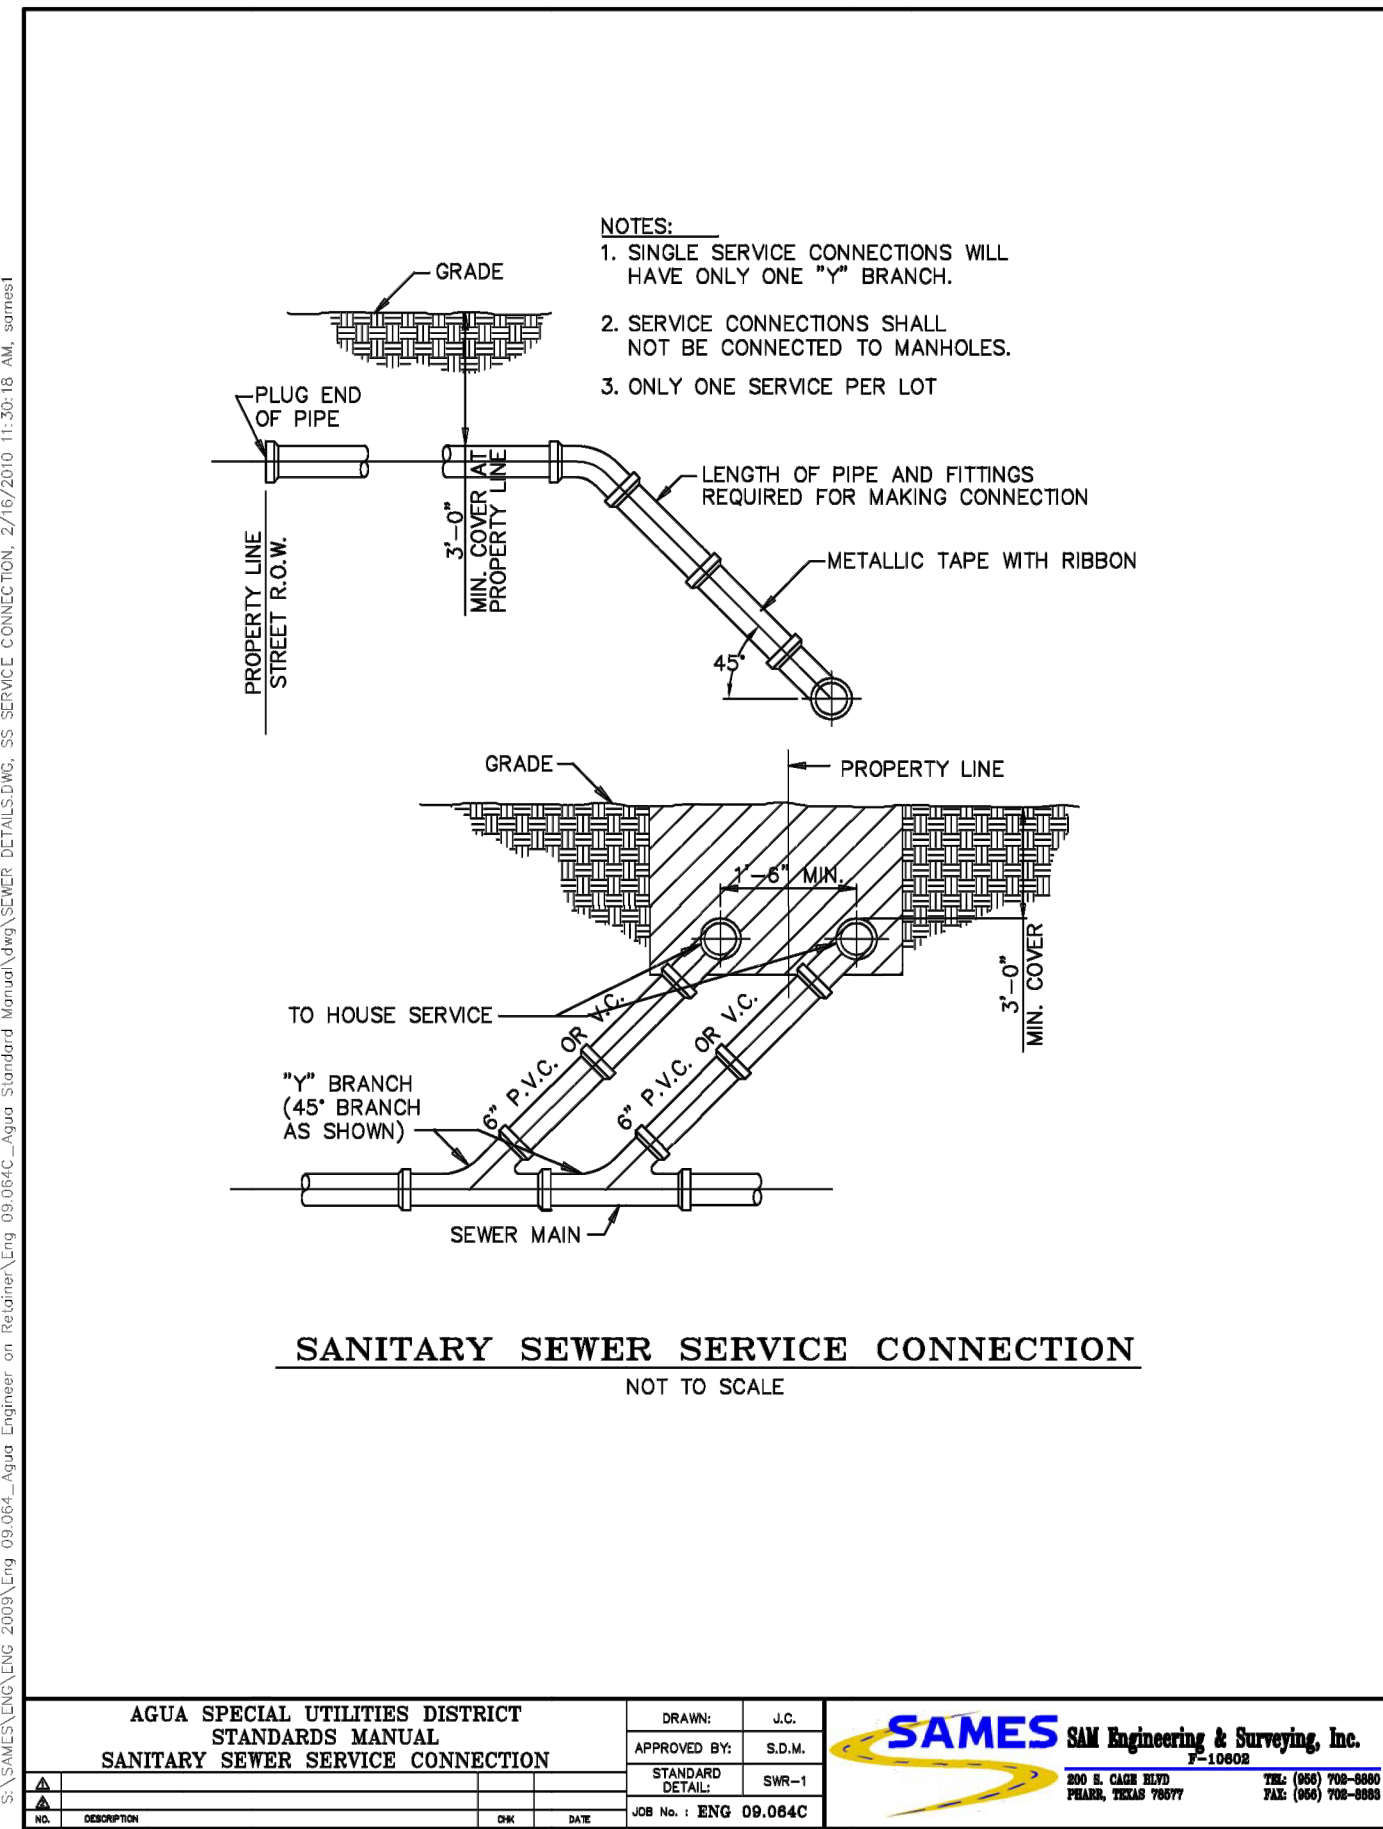 NOTES:
1. SINGLE SERVICE CONNECTIONS WILL
HAVE ONLY ONE "Y" BRANCH.
2. SERVICE CONNECTIONS SHALL
NOT BE CONNECTED TO MANHOLES.
3. ONLY ONE SERVICE PER LOT
GRADE
PLUG END
OF PIPE
LENGTH OF PIPE AND FITTINGS
REQUIRED FOR MAKING CONNECTION
METALLIC TAPE WITH RIBBON
3'-0"
MIN. COVER AT
PROPERTY LINE
PROPERTY LINE
STREET R.O.W.
45°
GRADE
PROPERTY LINE
1'-6" MIN.
3'-0"
MIN. COVER
TO HOUSE SERVICE
6" P.V.C. OR V.C.
6" P.V.C. OR V.C.
"Y" BRANCH
(45° BRANCH
AS SHOWN)
SEWER MAIN
SANITARY SEWER SERVICE CONNECTION
NOT TO SCALE
S:\SAMES\ENG\ENG 2009\Eng 09.064_Agua Engineer on Retainer\Eng 09.064C_Agua Standard Manual\dwg\SEWER DETAILS.DWG, SS SERVICE CONNECTION, 2/16/2010 11:30:18 AM, sames1
AGUA SPECIAL UTILITIES DISTRICT
STANDARDS MANUAL
SANITARY SEWER SERVICE CONNECTION
2
1
NO. DESCRIPTION CHK DATE
DRAWN: J.C.
APPROVED BY: S.D.M.
STANDARD
DETAIL: SWR-1
JOB No. : ENG 09.064C
SAMES
SAM Engineering & Surveying, Inc.
F-10602
200 S. CAGE BLVD TEL: (956) 702-8880
PHARR, TEXAS 78577 FAX: (956) 702-8883